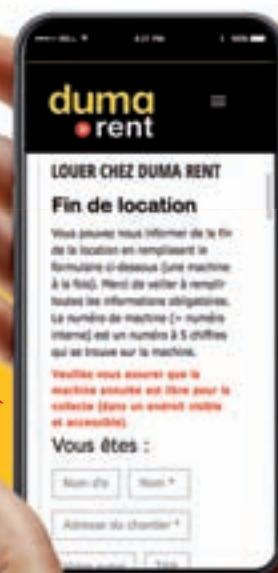 duma
rent
LOUER CHEZ DUMA RENT
Fin de location
Vous pouvez nous informer de la fin
de la location en remplissant le
formulaire ci-dessous (une machine
à la fois). Merci de veiller à remplir
toutes les informations obligatoires.
Le numéro de machine (= numéro
interne) est un numéro à 5 chiffres
qui se trouve sur la machine.
Veuillez vous assurer que la
machine annulée est libre pour la
collecte (dans un endroit visible
et accessible).
Vous êtes :
Nom *
Adresse du chantier *